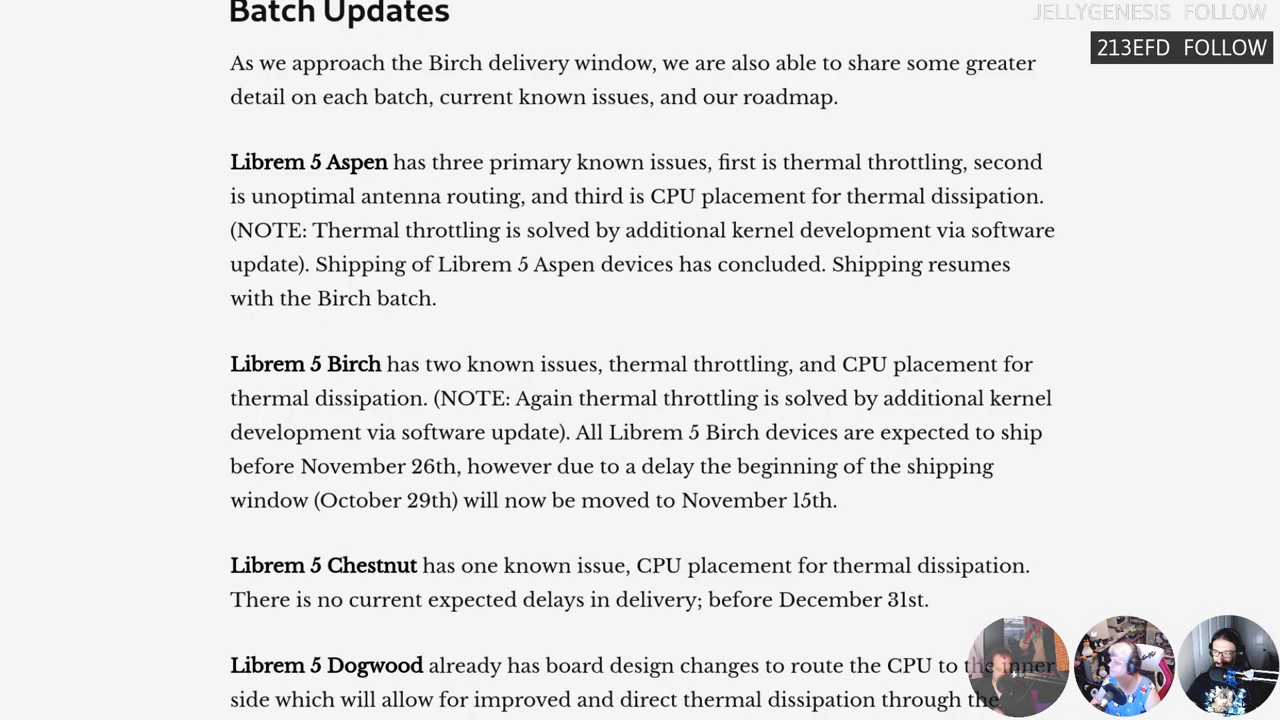 Batch Updates
JELLYGENESIS FOLLOW
213EFD FOLLOW
As we approach the Birch delivery window, we are also able to share some greater
detail on each batch, current known issues, and our roadmap.
Librem 5 Aspen has three primary known issues, first is thermal throttling, second
is unoptimal antenna routing, and third is CPU placement for thermal dissipation.
(NOTE: Thermal throttling is solved by additional kernel development via software
update). Shipping of Librem 5 Aspen devices has concluded. Shipping resumes
with the Birch batch.
Librem 5 Birch has two known issues, thermal throttling, and CPU placement for
thermal dissipation. (NOTE: Again thermal throttling is solved by additional kernel
development via software update). All Librem 5 Birch devices are expected to ship
before November 26th, however due to a delay the beginning of the shipping
window (October 29th) will now be moved to November 15th.
Librem 5 Chestnut has one known issue, CPU placement for thermal dissipation.
There is no current expected delays in delivery; before December 31st.
Librem 5 Dogwood already has board design changes to route the CPU to the inner
side which will allow for improved and direct thermal dissipation through the